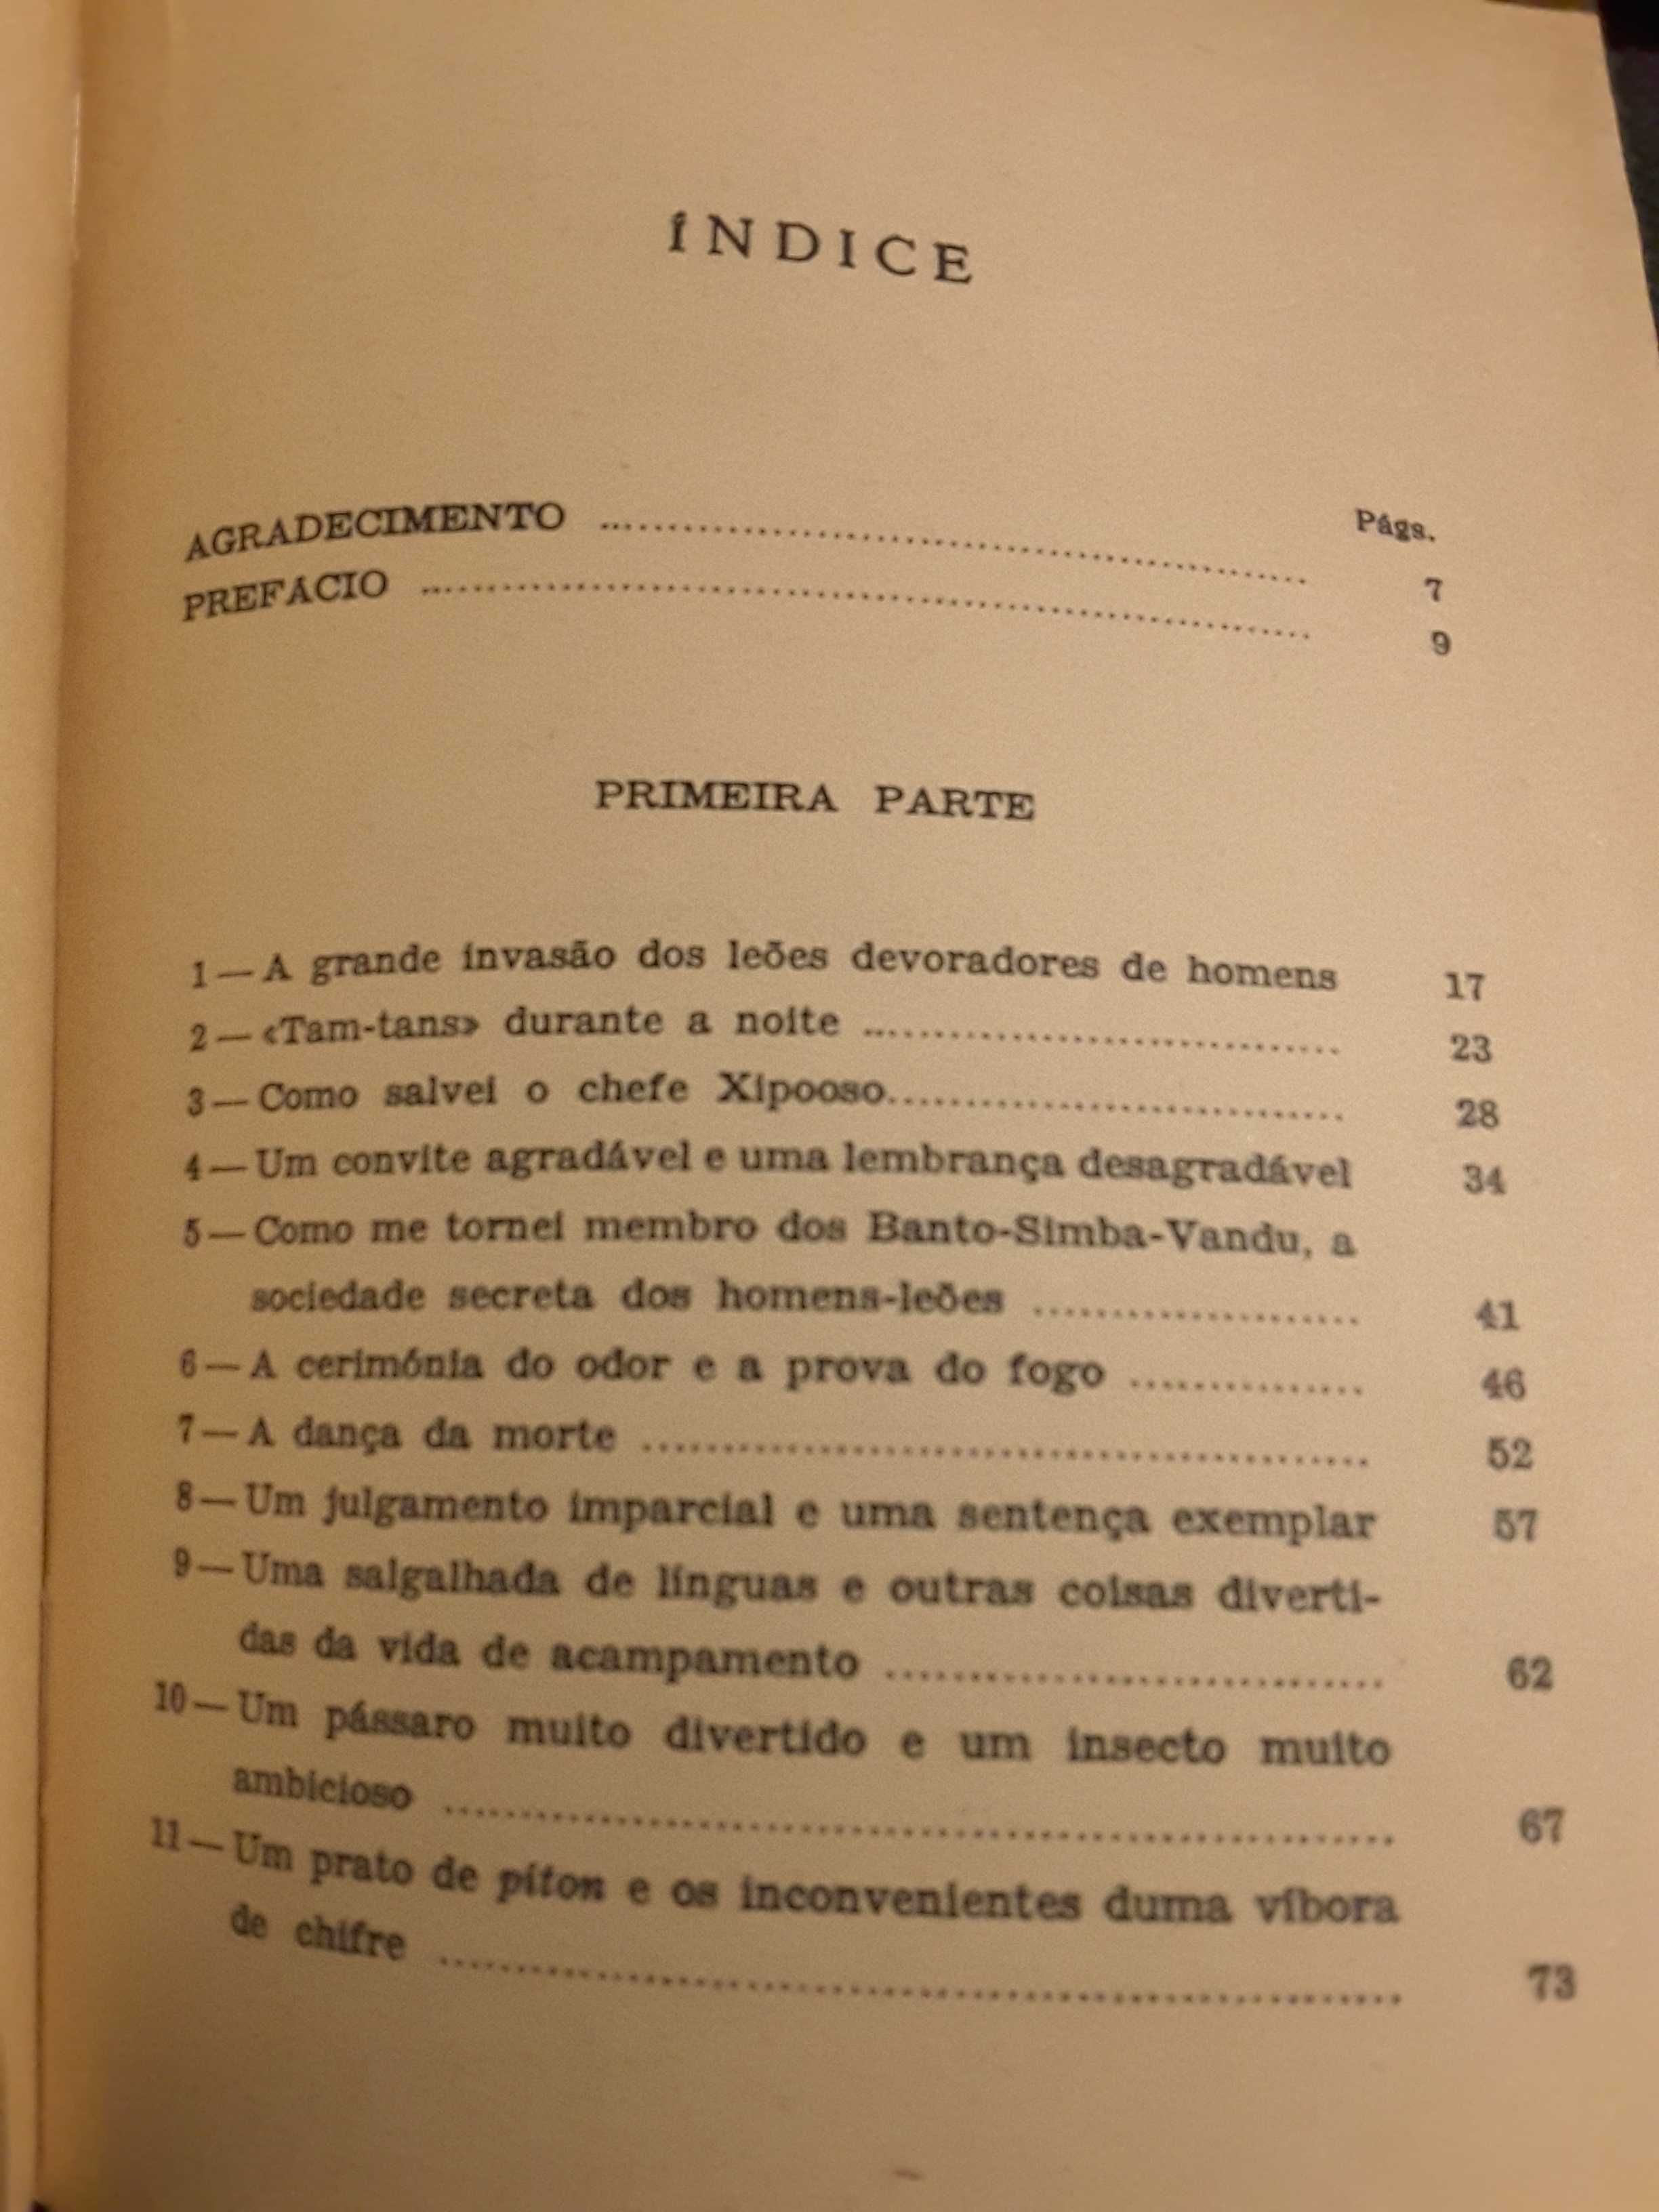 ÍNDICE
Págs.
AGRADECIMENTO ........................ 7
PREFÁCIO ........................ 9
PRIMEIRA PARTE
1—A grande invasão dos leões devoradores de homens 17
2—«Tam-tans» durante a noite ........................ 23
3—Como salvei o chefe Xipooso........................ 28
4—Um convite agradável e uma lembrança desagradável 34
5—Como me tornei membro dos Banto-Simba-Vandu, a
sociedade secreta dos homens-leões ........................ 41
6—A cerimónia do odor e a prova do fogo ........................ 46
7—A dança da morte ........................ 52
8—Um julgamento imparcial e uma sentença exemplar 57
9—Uma salgalhada de línguas e outras coisas diverti-
das da vida de acampamento ........................ 62
10—Um pássaro muito divertido e um insecto muito
ambicioso ........................ 67
11—Um prato de píton e os inconvenientes duma víbora
de chifre ........................ 73